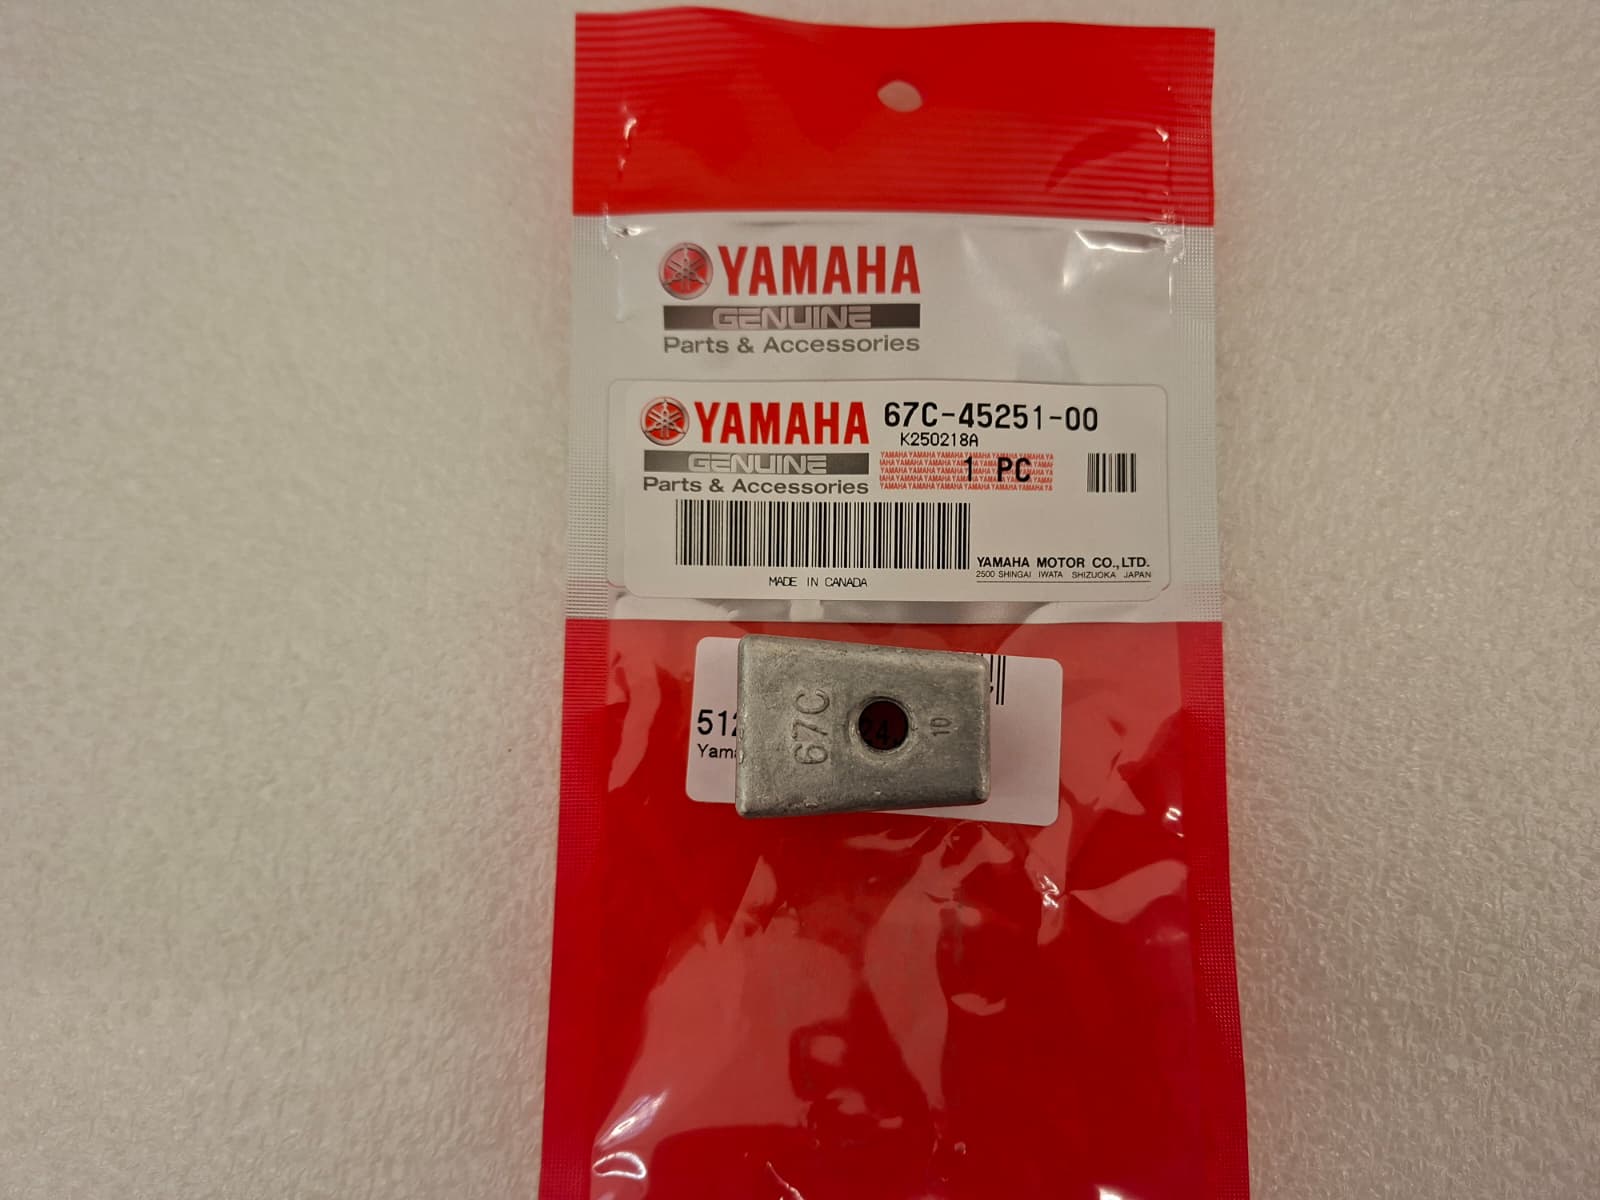 YAMAHA
GENUINE
Parts & Accessories
YAMAHA 67C-45251-00
K250218A
GENUINE
1 PC
Parts & Accessories
YAMAHA MOTOR CO.,LTD.
2500 SHINGAI IWATA SHIZUOKA JAPAN
MADE IN CANADA
67C
10